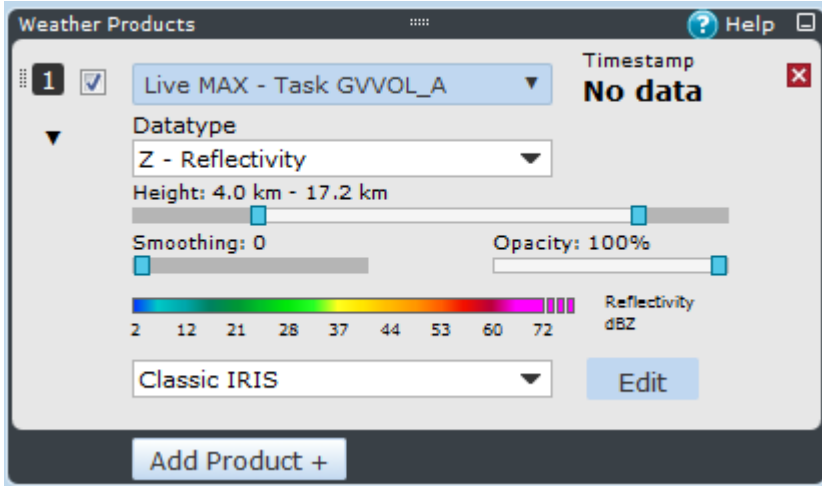 Weather Products
? Help
1
Live MAX - Task GVVOL_A
Timestamp
No data
Datatype
Z - Reflectivity
Height: 4.0 km - 17.2 km
Smoothing: 0
Opacity: 100%
2 12 21 28 37 44 53 60 72
Reflectivity
dBZ
Classic IRIS
Edit
Add Product +